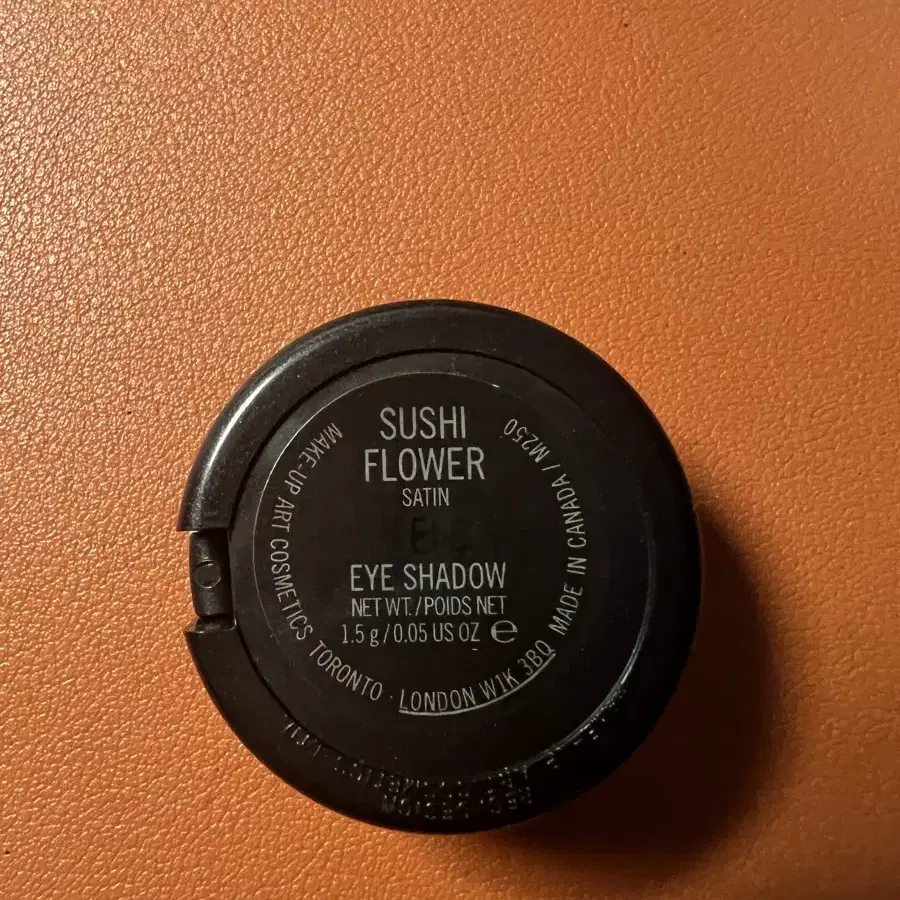 SUSHI
FLOWER
SATIN
EYE SHADOW
NET WT./POIDS NET
1.5 g/0.05 US OZ ℮
MAKE-UP ART COSMETICS TORONTO · LONDON W1K 3BQ MADE IN CANADA / M250